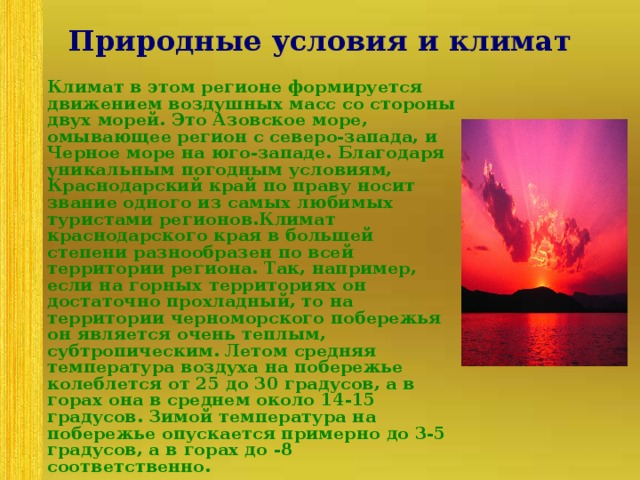 Природные условия и климат
Климат в этом регионе формируется
движением воздушных масс со стороны
двух морей. Это Азовское море,
омывающее регион с северо-запада, и
Черное море на юго-западе. Благодаря
уникальным погодным условиям,
Краснодарский край по праву носит
звание одного из самых любимых
туристами регионов.Климат
краснодарского края в большей
степени разнообразен по всей
территории региона. Так, например,
если на горных территориях он
достаточно прохладный, то на
территории черноморского побережья
он является очень теплым,
субтропическим. Летом средняя
температура воздуха на побережье
колеблется от 25 до 30 градусов, а в
горах она в среднем около 14-15
градусов. Зимой температура на
побережье опускается примерно до 3-5
градусов, а в горах до -8
соответственно.